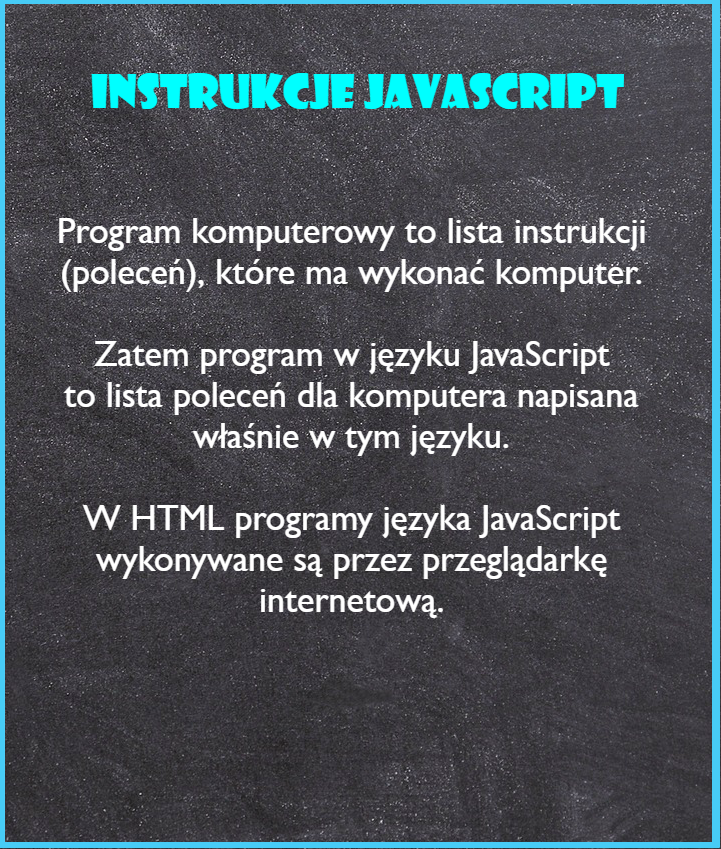 INSTRUKCJE JAVASCRIPT
Program komputerowy to lista instrukcji
(poleceń), które ma wykonać komputer.
Zatem program w języku JavaScript
to lista poleceń dla komputera napisana
właśnie w tym języku.
W HTML programy języka JavaScript
wykonywane są przez przeglądarkę
internetową.